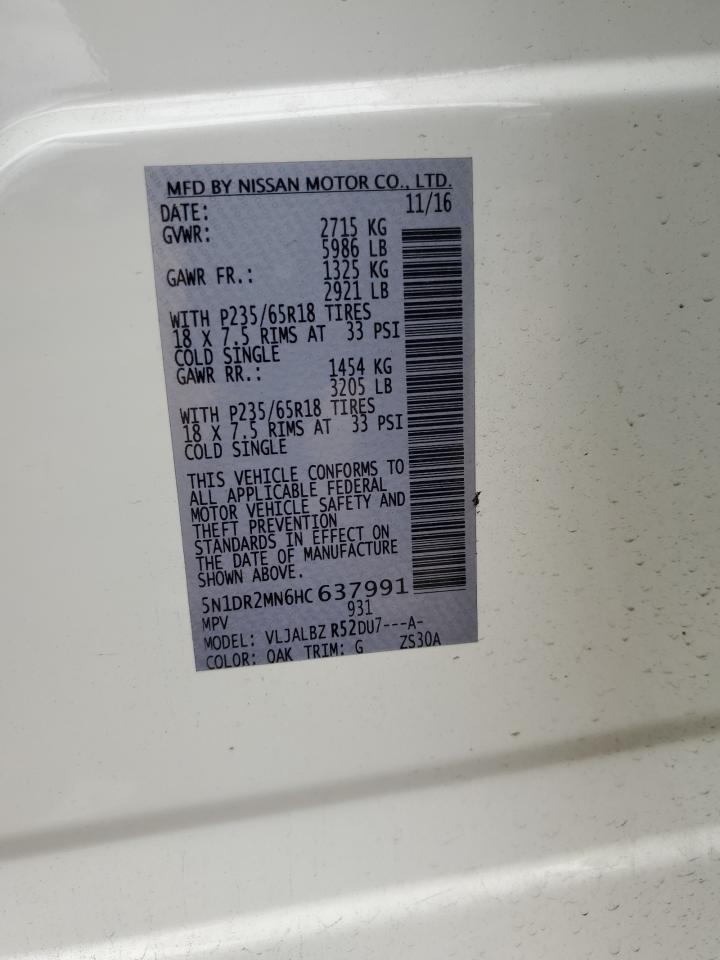 MFD BY NISSAN MOTOR CO., LTD.
DATE: 11/16
GVWR: 2715 KG
5986 LB
GAWR FR.: 1325 KG
2921 LB
WITH P235/65R18 TIRES
18 X 7.5 RIMS AT 33 PSI
COLD SINGLE
GAWR RR.: 1454 KG
3205 LB
WITH P235/65R18 TIRES
18 X 7.5 RIMS AT 33 PSI
COLD SINGLE
THIS VEHICLE CONFORMS TO
ALL APPLICABLE FEDERAL
MOTOR VEHICLE SAFETY AND
THEFT PREVENTION
STANDARDS IN EFFECT ON
THE DATE OF MANUFACTURE
SHOWN ABOVE.
5N1DR2MN6HC 637991
MPV 931
MODEL: VLJALBZ R52DU7---A-
COLOR: QAK TRIM: G ZS30A